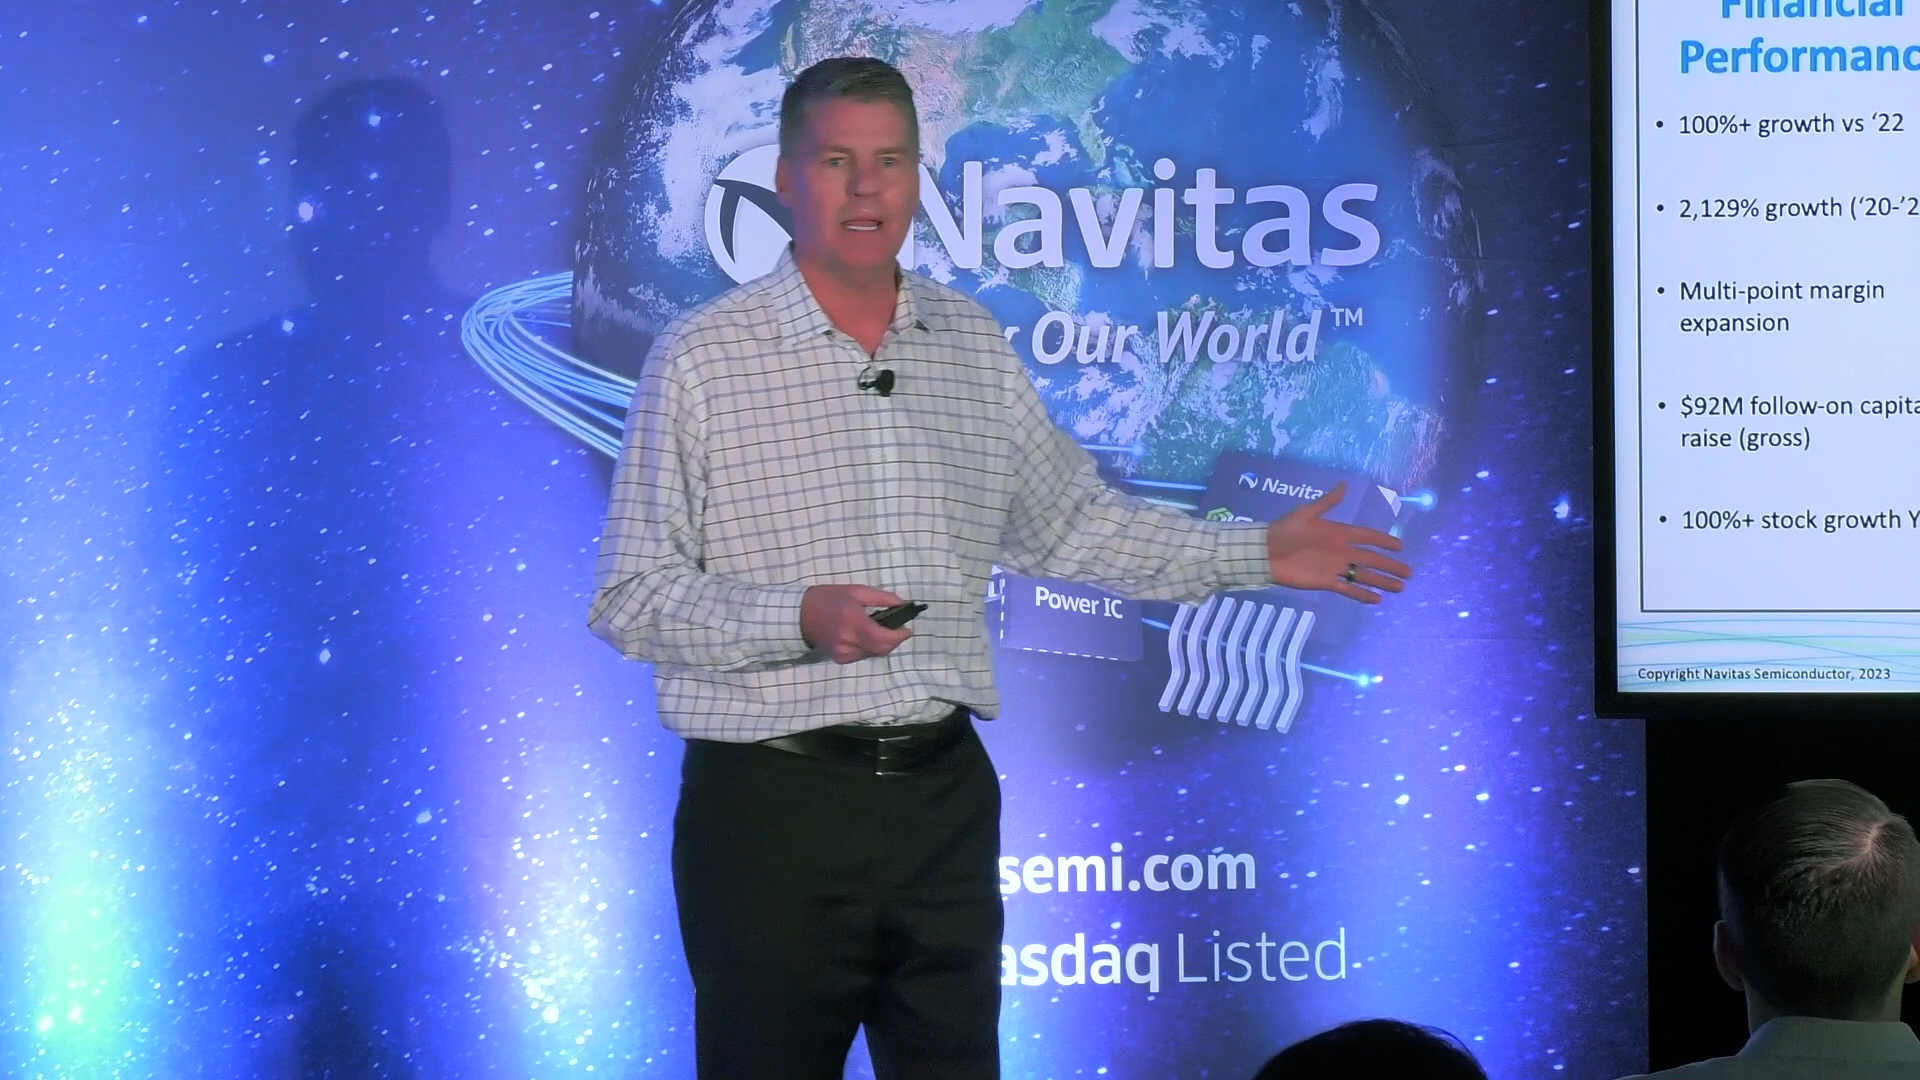 Navitas
Our World™
Navitas
Power IC
semi.com
asdaq Listed
Financial
Performanc
• 100%+ growth vs ‘22
• 2,129% growth (‘20-’2
• Multi-point margin
expansion
• $92M follow-on capita
raise (gross)
• 100%+ stock growth Y
Copyright Navitas Semiconductor, 2023